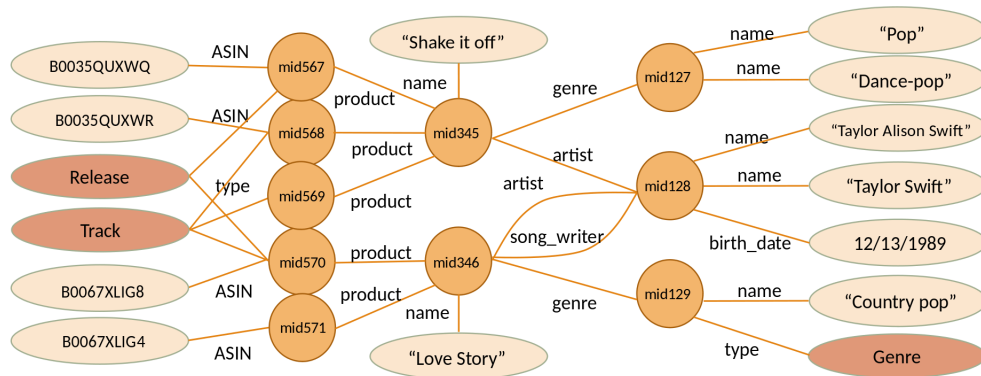 B0035QUXWQ
B0035QUXWR
Release
Track
B0067XLIG8
B0067XLIG4
ASIN
ASIN
type
ASIN
ASIN
mid567
mid568
mid569
mid570
mid571
product
product
product
product
product
“Shake it off”
name
mid345
mid346
name
“Love Story”
genre
artist
artist
song_writer
genre
mid127
mid128
mid129
name
name
name
name
birth_date
name
type
“Pop”
“Dance-pop”
“Taylor Alison Swift”
“Taylor Swift”
12/13/1989
“Country pop”
Genre